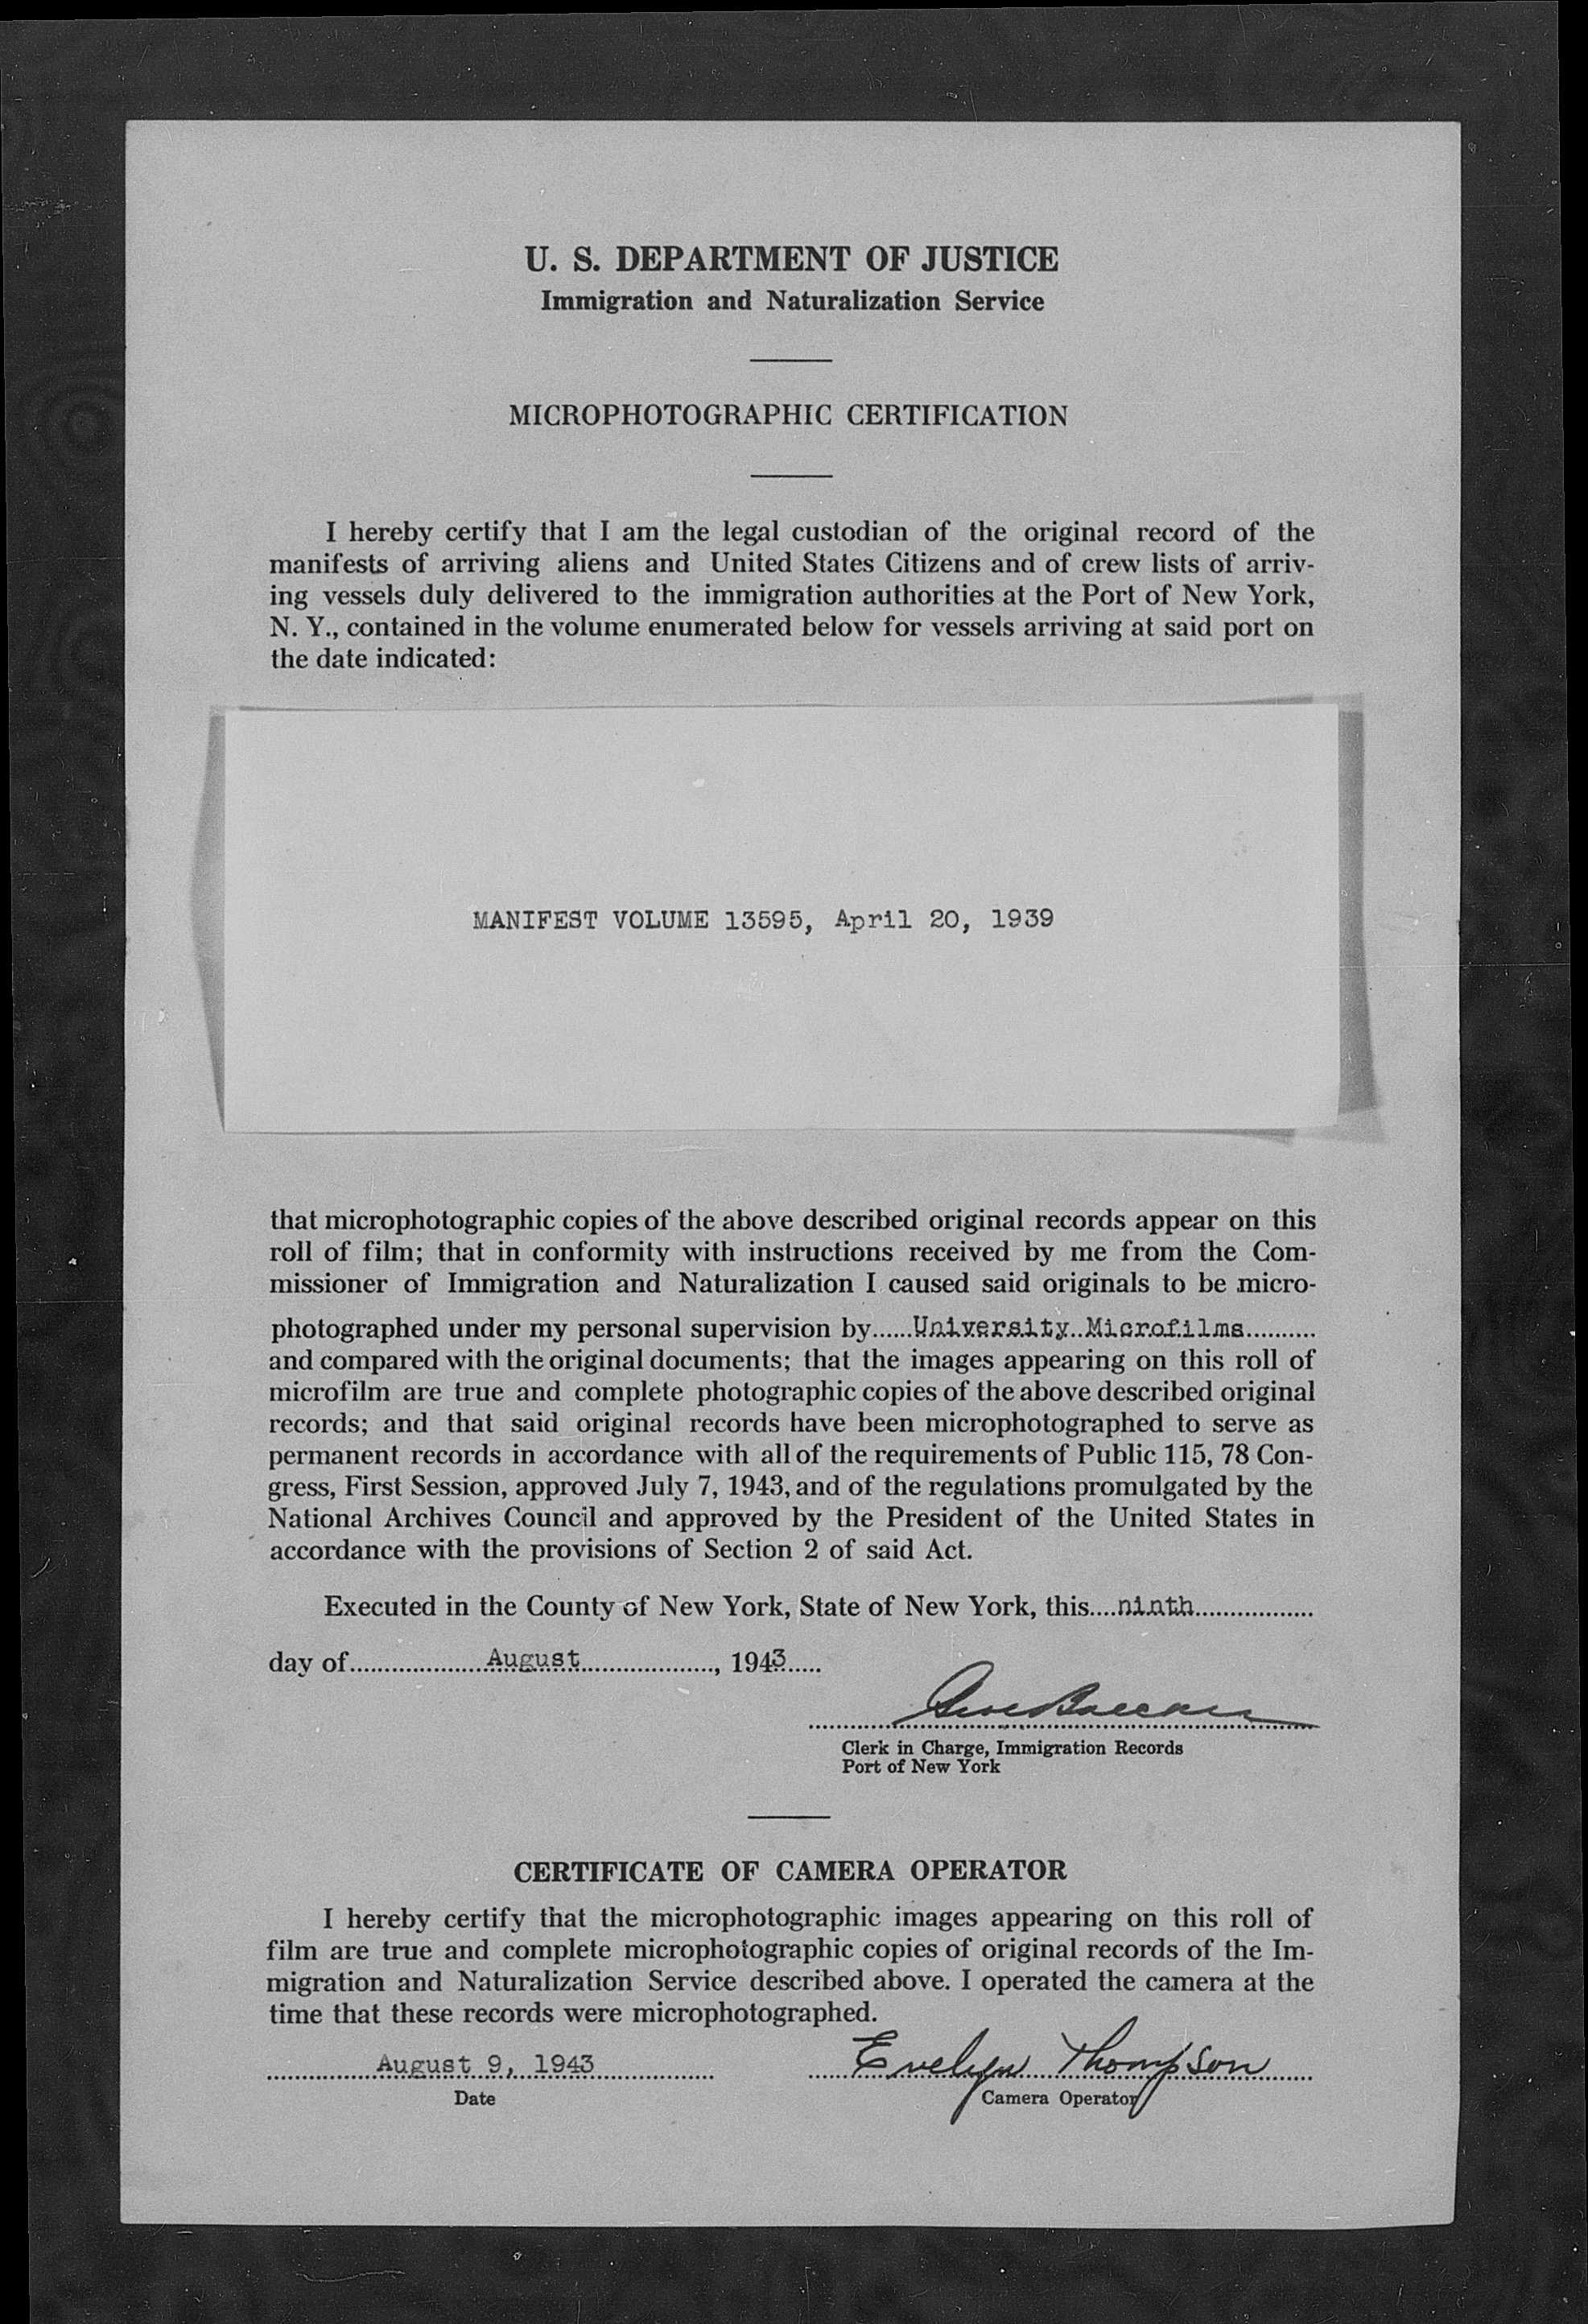 U. S. DEPARTMENT OF JUSTICE
Immigration and Naturalization Service
MICROPHOTOGRAPHIC CERTIFICATION
I hereby certify that I am the legal custodian of the original record of the
manifests of arriving aliens and United States Citizens and of crew lists of arriv-
ing vessels duly delivered to the immigration authorities at the Port of New York,
N. Y., contained in the volume enumerated below for vessels arriving at said port on
the date indicated:
MANIFEST VOLUME 13595, April 20, 1939
that microphotographic copies of the above described original records appear on this
roll of film; that in conformity with instructions received by me from the Com-
missioner of Immigration and Naturalization I caused said originals to be micro-
photographed under my personal supervision by......University Microfilms..........
and compared with the original documents; that the images appearing on this roll of
microfilm are true and complete photographic copies of the above described original
records; and that said original records have been microphotographed to serve as
permanent records in accordance with all of the requirements of Public 115, 78 Con-
gress, First Session, approved July 7, 1943, and of the regulations promulgated by the
National Archives Council and approved by the President of the United States in
accordance with the provisions of Section 2 of said Act.
Executed in the County of New York, State of New York, this....ninth.................
day of....................August...................., 1943.....
Clerk in Charge, Immigration Records
Port of New York
CERTIFICATE OF CAMERA OPERATOR
I hereby certify that the microphotographic images appearing on this roll of
film are true and complete microphotographic copies of original records of the Im-
migration and Naturalization Service described above. I operated the camera at the
time that these records were microphotographed.
August 9, 1943 Evelyn Thompson
Date Camera Operator